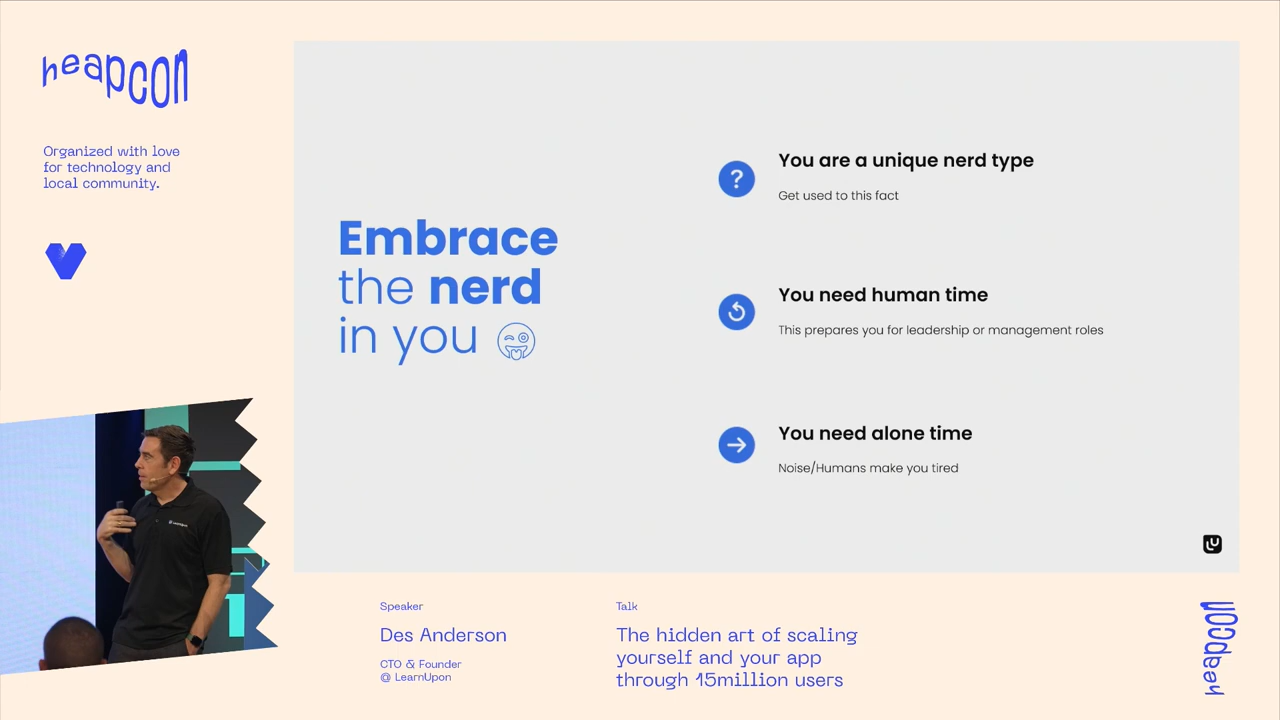 heapcon
Organized with love
for technology and
local community.
Embrace
the nerd
in you
?
You are a unique nerd type
Get used to this fact
You need human time
This prepares you for leadership or management roles
You need alone time
Noise/Humans make you tired
LearnUpon
Speaker
Des Anderson
CTO & Founder
@ LearnUpon
Talk
The hidden art of scaling
yourself and your app
through 15million users
heapcon